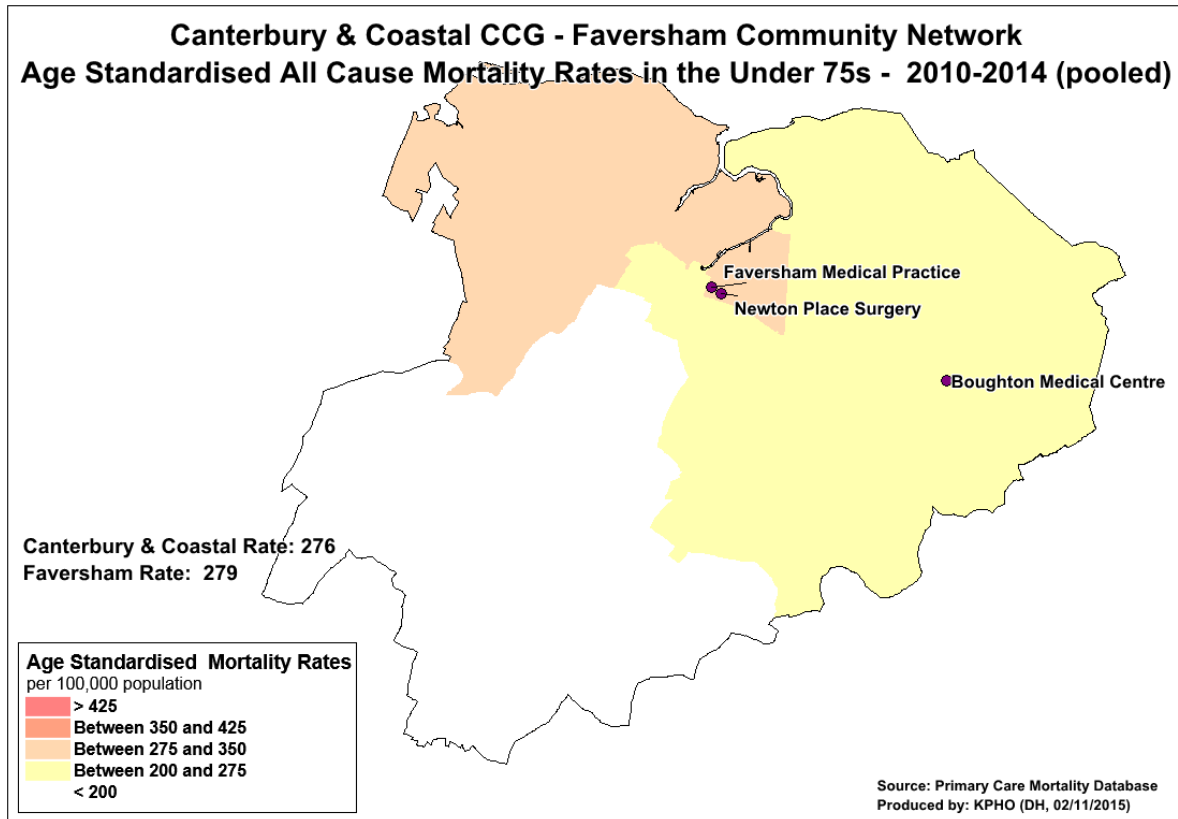 Canterbury & Coastal CCG - Faversham Community Network
Age Standardised All Cause Mortality Rates in the Under 75s - 2010-2014 (pooled)
Faversham Medical Practice
Newton Place Surgery
Boughton Medical Centre
Canterbury & Coastal Rate: 276
Faversham Rate: 279
Age Standardised Mortality Rates
per 100,000 population
> 425
Between 350 and 425
Between 275 and 350
Between 200 and 275
< 200
Source: Primary Care Mortality Database
Produced by: KPHO (DH, 02/11/2015)